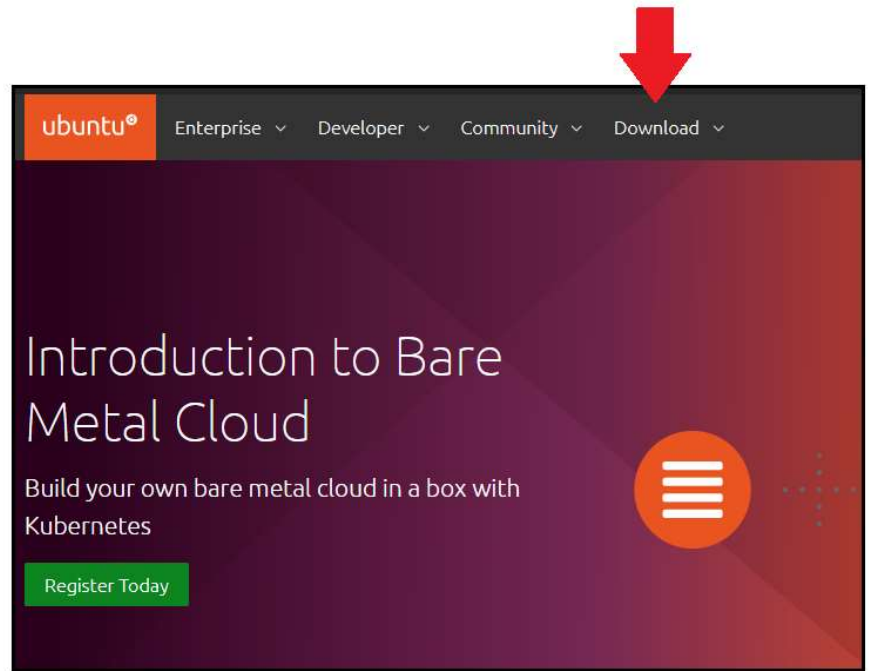 ubuntu® Enterprise Developer Community Download
Introduction to Bare
Metal Cloud
Build your own bare metal cloud in a box with
Kubernetes
Register Today